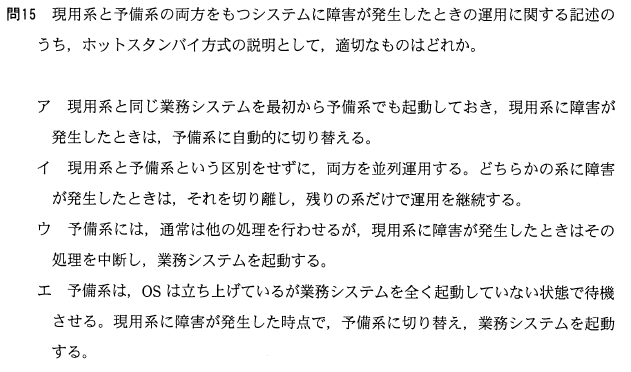 問15 現用系と予備系の両方をもつシステムに障害が発生したときの運用に関する記述の
うち，ホットスタンバイ方式の説明として，適切なものはどれか。
ア 現用系と同じ業務システムを最初から予備系でも起動しておき，現用系に障害が
発生したときは，予備系に自動的に切り替える。
イ 現用系と予備系という区別をせずに，両方を並列運用する。どちらかの系に障害
が発生したときは，それを切り離し，残りの系だけで運用を継続する。
ウ 予備系には，通常は他の処理を行わせるが，現用系に障害が発生したときはその
処理を中断し，業務システムを起動する。
エ 予備系は，OSは立ち上げているが業務システムを全く起動していない状態で待機
させる。現用系に障害が発生した時点で，予備系に切り替え，業務システムを起動
する。